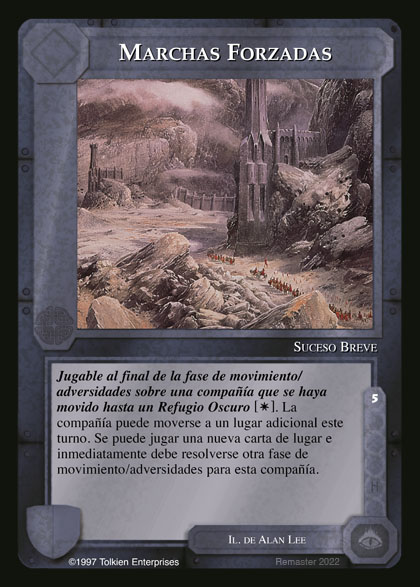 MARCHAS FORZADAS
SUCESO BREVE
Jugable al final de la fase de movimiento/
adversidades sobre una compañía que se haya
movido hasta un Refugio Oscuro [✷]. La
compañía puede moverse a un lugar adicional este
turno. Se puede jugar una nueva carta de lugar e
inmediatamente debe resolverse otra fase de
movimiento/adversidades para esta compañía.
5
H
IL. DE ALAN LEE
©1997 Tolkien Enterprises
Remaster 2022